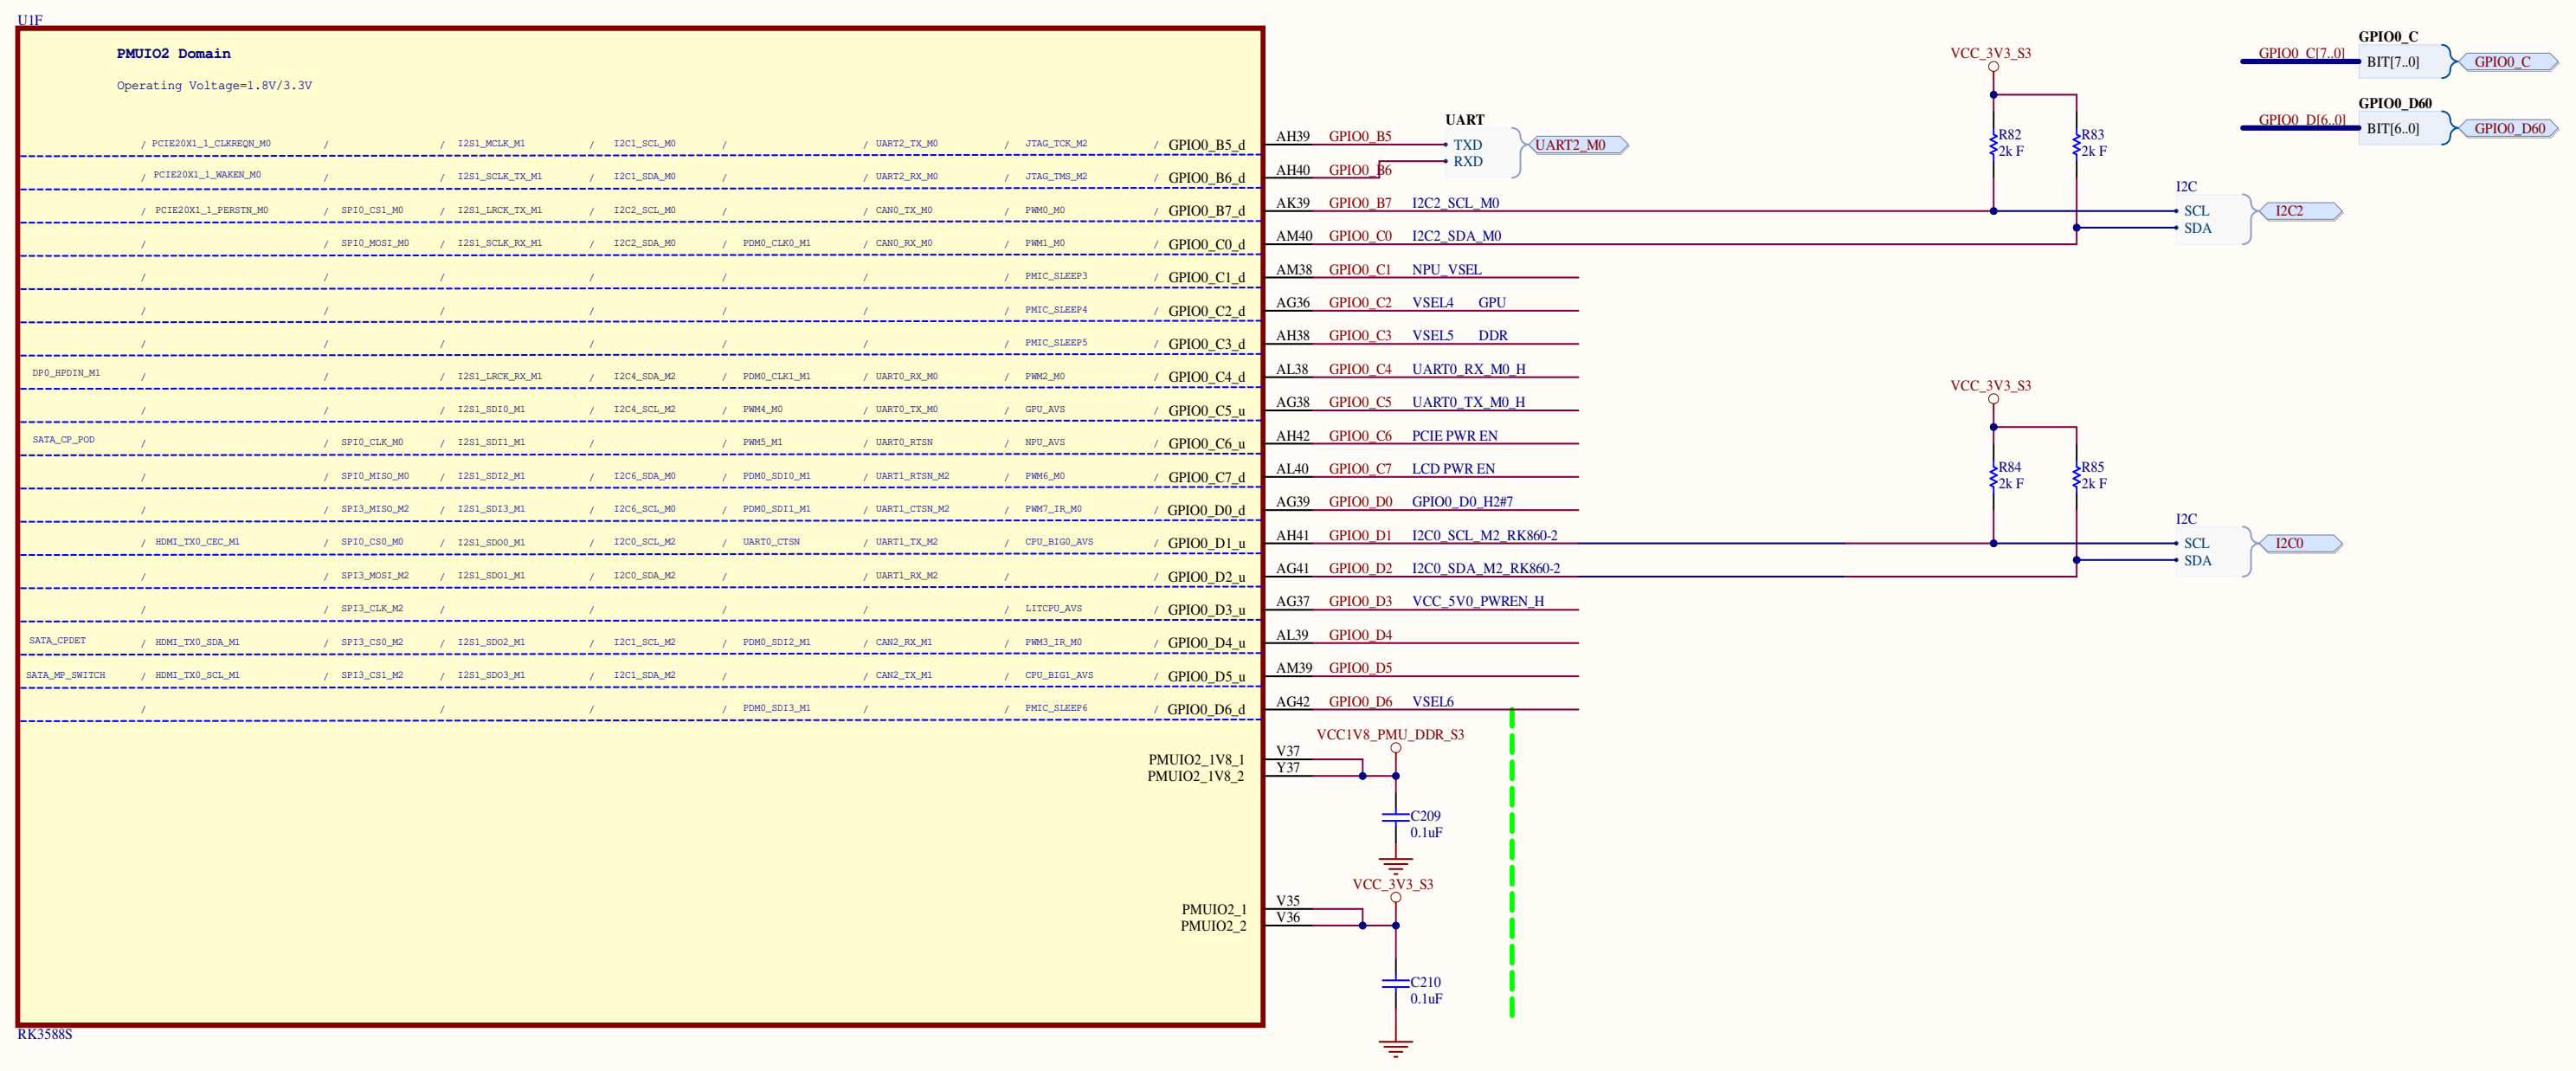 U1F
PMUIO2 Domain
Operating Voltage=1.8V/3.3V
/ PCIE20X1_1_CLKREQN_M0 / / I2S1_MCLK_M1 / I2C1_SCL_M0 / / UART2_TX_M0 / JTAG_TCK_M2 / GPIO0_B5_d AH39 GPIO0_B5
/ PCIE20X1_1_WAKEN_M0 / / I2S1_SCLK_TX_M1 / I2C1_SDA_M0 / / UART2_RX_M0 / JTAG_TMS_M2 / GPIO0_B6_d AH40 GPIO0_B6
/ PCIE20X1_1_PERSTN_M0 / SPI0_CS1_M0 / I2S1_LRCK_TX_M1 / I2C2_SCL_M0 / / CAN0_TX_M0 / PWM0_M0 / GPIO0_B7_d AK39 GPIO0_B7 I2C2_SCL_M0
/ / SPI0_MOSI_M0 / I2S1_SCLK_RX_M1 / I2C2_SDA_M0 / PDM0_CLK0_M1 / CAN0_RX_M0 / PWM1_M0 / GPIO0_C0_d AM40 GPIO0_C0 I2C2_SDA_M0
/ / / / / / / PMIC_SLEEP3 / GPIO0_C1_d AM38 GPIO0_C1 NPU_VSEL
/ / / / / / / PMIC_SLEEP4 / GPIO0_C2_d AG36 GPIO0_C2 VSEL4 GPU
/ / / / / / / PMIC_SLEEP5 / GPIO0_C3_d AH38 GPIO0_C3 VSEL5 DDR
DP0_HPDIN_M1 / / / I2S1_LRCK_RX_M1 / I2C4_SDA_M2 / PDM0_CLK1_M1 / UART0_RX_M0 / PWM2_M0 / GPIO0_C4_d AL38 GPIO0_C4 UART0_RX_M0_H
/ / / I2S1_SDI0_M1 / I2C4_SCL_M2 / PWM4_M0 / UART0_TX_M0 / GPU_AVS / GPIO0_C5_u AG38 GPIO0_C5 UART0_TX_M0_H
SATA_CP_POD / / SPI0_CLK_M0 / I2S1_SDI1_M1 / / PWM5_M1 / UART0_RTSN / NPU_AVS / GPIO0_C6_u AH42 GPIO0_C6 PCIE PWR EN
/ / SPI0_MISO_M0 / I2S1_SDI2_M1 / I2C6_SDA_M0 / PDM0_SDI0_M1 / UART1_RTSN_M2 / PWM6_M0 / GPIO0_C7_d AL40 GPIO0_C7 LCD PWR EN
/ / SPI3_MISO_M2 / I2S1_SDI3_M1 / I2C6_SCL_M0 / PDM0_SDI1_M1 / UART1_CTSN_M2 / PWM7_IR_M0 / GPIO0_D0_d AG39 GPIO0_D0 GPIO0_D0_H2#7
/ HDMI_TX0_CEC_M1 / SPI0_CS0_M0 / I2S1_SDO0_M1 / I2C0_SCL_M2 / UART0_CTSN / UART1_TX_M2 / CPU_BIG0_AVS / GPIO0_D1_u AH41 GPIO0_D1 I2C0_SCL_M2_RK860-2
/ / SPI3_MOSI_M2 / I2S1_SDO1_M1 / I2C0_SDA_M2 / / UART1_RX_M2 / / GPIO0_D2_u AG41 GPIO0_D2 I2C0_SDA_M2_RK860-2
/ / SPI3_CLK_M2 / / / / / LITCPU_AVS / GPIO0_D3_u AG37 GPIO0_D3 VCC_5V0_PWREN_H
SATA_CPDET / HDMI_TX0_SDA_M1 / SPI3_CS0_M2 / I2S1_SDO2_M1 / I2C1_SCL_M2 / PDM0_SDI2_M1 / CAN2_RX_M1 / PWM3_IR_M0 / GPIO0_D4_u AL39 GPIO0_D4
SATA_MP_SWITCH / HDMI_TX0_SCL_M1 / SPI3_CS1_M2 / I2S1_SDO3_M1 / I2C1_SDA_M2 / / CAN2_TX_M1 / CPU_BIG1_AVS / GPIO0_D5_u AM39 GPIO0_D5
/ / / / PDM0_SDI3_M1 / / PMIC_SLEEP6 / GPIO0_D6_d AG42 GPIO0_D6 VSEL6
PMUIO2_1V8_1 V37
PMUIO2_1V8_2 Y37
VCC1V8_PMU_DDR_S3
C209
0.1uF
VCC_3V3_S3
PMUIO2_1 V35
PMUIO2_2 V36
C210
0.1uF
RK3588S
UART
TXD
RXD
UART2_M0
VCC_3V3_S3
R82
2k F
R83
2k F
I2C
SCL
SDA
I2C2
VCC_3V3_S3
R84
2k F
R85
2k F
I2C
SCL
SDA
I2C0
GPIO0_C
GPIO0_C[7..0] BIT[7..0] GPIO0_C
GPIO0_D60
GPIO0_D[6..0] BIT[6..0] GPIO0_D60